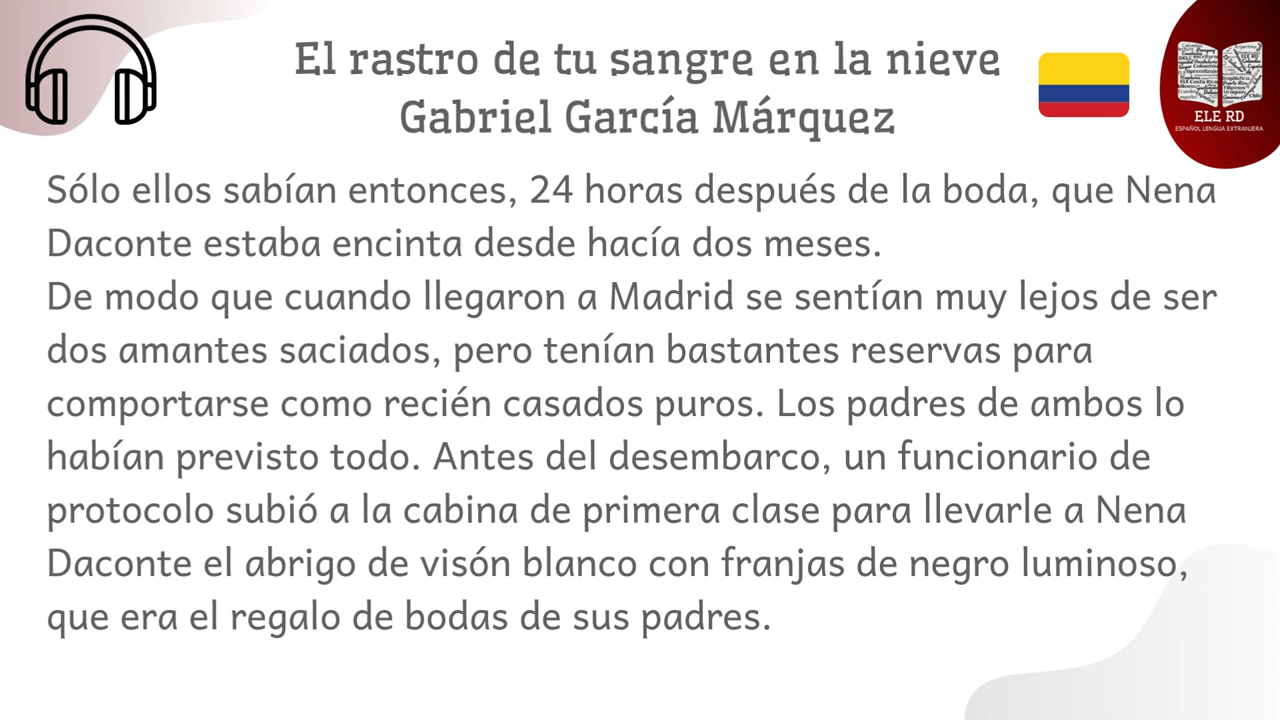 El rastro de tu sangre en la nieve
Gabriel García Márquez
ELE RD
ESPAÑOL LENGUA EXTRANJERA
Sólo ellos sabían entonces, 24 horas después de la boda, que Nena
Daconte estaba encinta desde hacía dos meses.
De modo que cuando llegaron a Madrid se sentían muy lejos de ser
dos amantes saciados, pero tenían bastantes reservas para
comportarse como recién casados puros. Los padres de ambos lo
habían previsto todo. Antes del desembarco, un funcionario de
protocolo subió a la cabina de primera clase para llevarle a Nena
Daconte el abrigo de visón blanco con franjas de negro luminoso,
que era el regalo de bodas de sus padres.